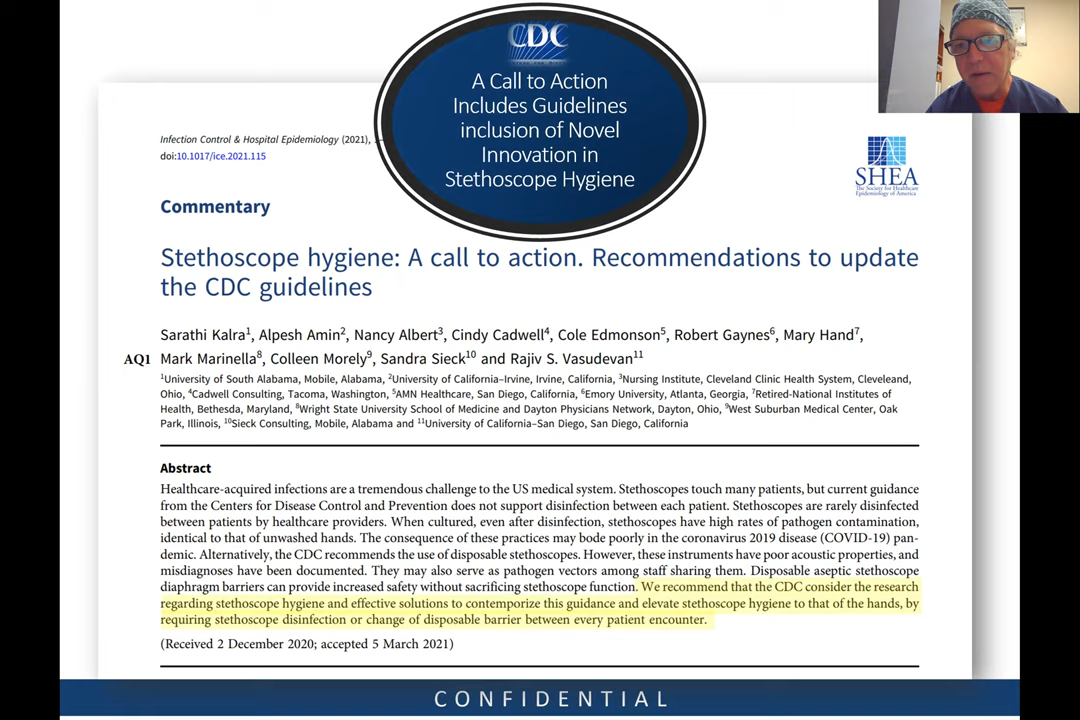 CDC
A Call to Action
Includes Guidelines
inclusion of Novel
Innovation in
Stethoscope Hygiene
Infection Control & Hospital Epidemiology (2021),
doi:10.1017/ice.2021.115
SHEA
The Society for Healthcare
Epidemiology of America
Commentary
Stethoscope hygiene: A call to action. Recommendations to update
the CDC guidelines
Sarathi Kalra1, Alpesh Amin2, Nancy Albert3, Cindy Cadwell4, Cole Edmonson5, Robert Gaynes6, Mary Hand7,
AQ1 Mark Marinella8, Colleen Morely9, Sandra Sieck10 and Rajiv S. Vasudevan11
1University of South Alabama, Mobile, Alabama, 2University of California–Irvine, Irvine, California, 3Nursing Institute, Cleveland Clinic Health System, Cleveleand,
Ohio, 4Cadwell Consulting, Tacoma, Washington, 5AMN Healthcare, San Diego, California, 6Emory University, Atlanta, Georgia, 7Retired-National Institutes of
Health, Bethesda, Maryland, 8Wright State University School of Medicine and Dayton Physicians Network, Dayton, Ohio, 9West Suburban Medical Center, Oak
Park, Illinois, 10Sieck Consulting, Mobile, Alabama and 11University of California–San Diego, San Diego, California
Abstract
Healthcare-acquired infections are a tremendous challenge to the US medical system. Stethoscopes touch many patients, but current guidance
from the Centers for Disease Control and Prevention does not support disinfection between each patient. Stethoscopes are rarely disinfected
between patients by healthcare providers. When cultured, even after disinfection, stethoscopes have high rates of pathogen contamination,
identical to that of unwashed hands. The consequence of these practices may bode poorly in the coronavirus 2019 disease (COVID-19) pan-
demic. Alternatively, the CDC recommends the use of disposable stethoscopes. However, these instruments have poor acoustic properties, and
misdiagnoses have been documented. They may also serve as pathogen vectors among staff sharing them. Disposable aseptic stethoscope
diaphragm barriers can provide increased safety without sacrificing stethoscope function. We recommend that the CDC consider the research
regarding stethoscope hygiene and effective solutions to contemporize this guidance and elevate stethoscope hygiene to that of the hands, by
requiring stethoscope disinfection or change of disposable barrier between every patient encounter.
(Received 2 December 2020; accepted 5 March 2021)
CONFIDENTIAL